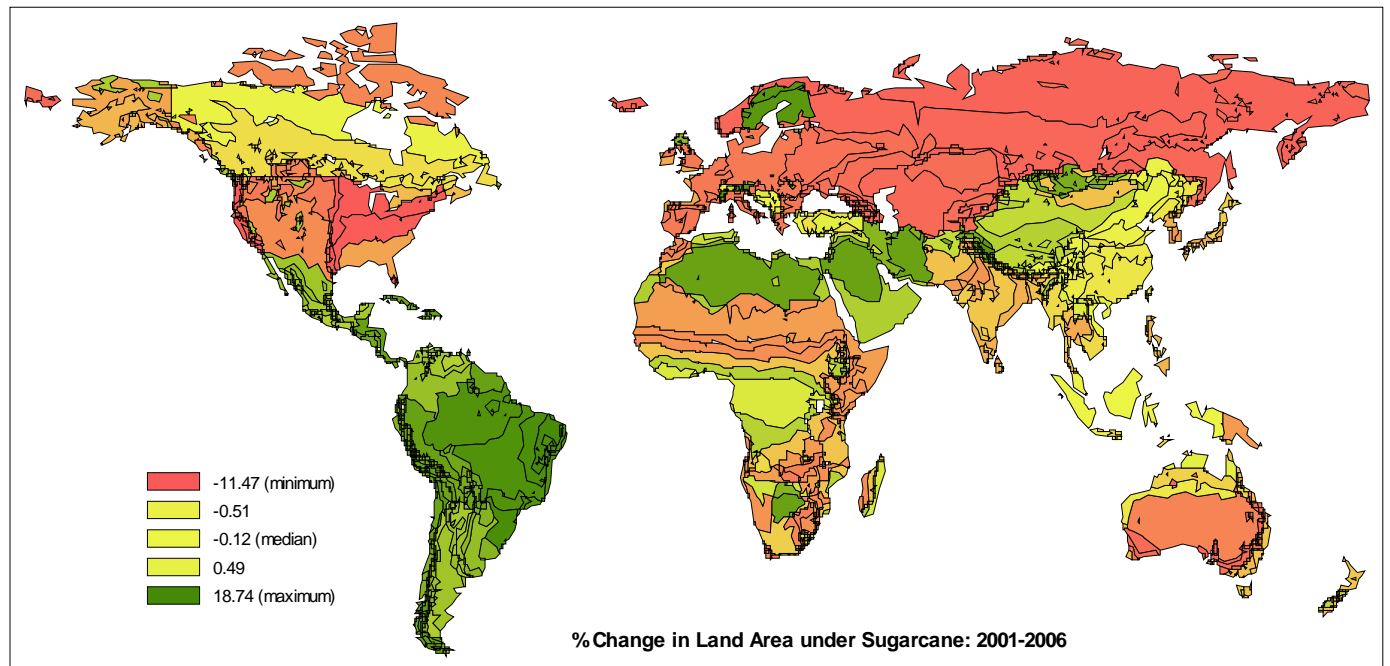 -11.47 (minimum)
-0.51
-0.12 (median)
0.49
18.74 (maximum)
%Change in Land Area under Sugarcane: 2001-2006